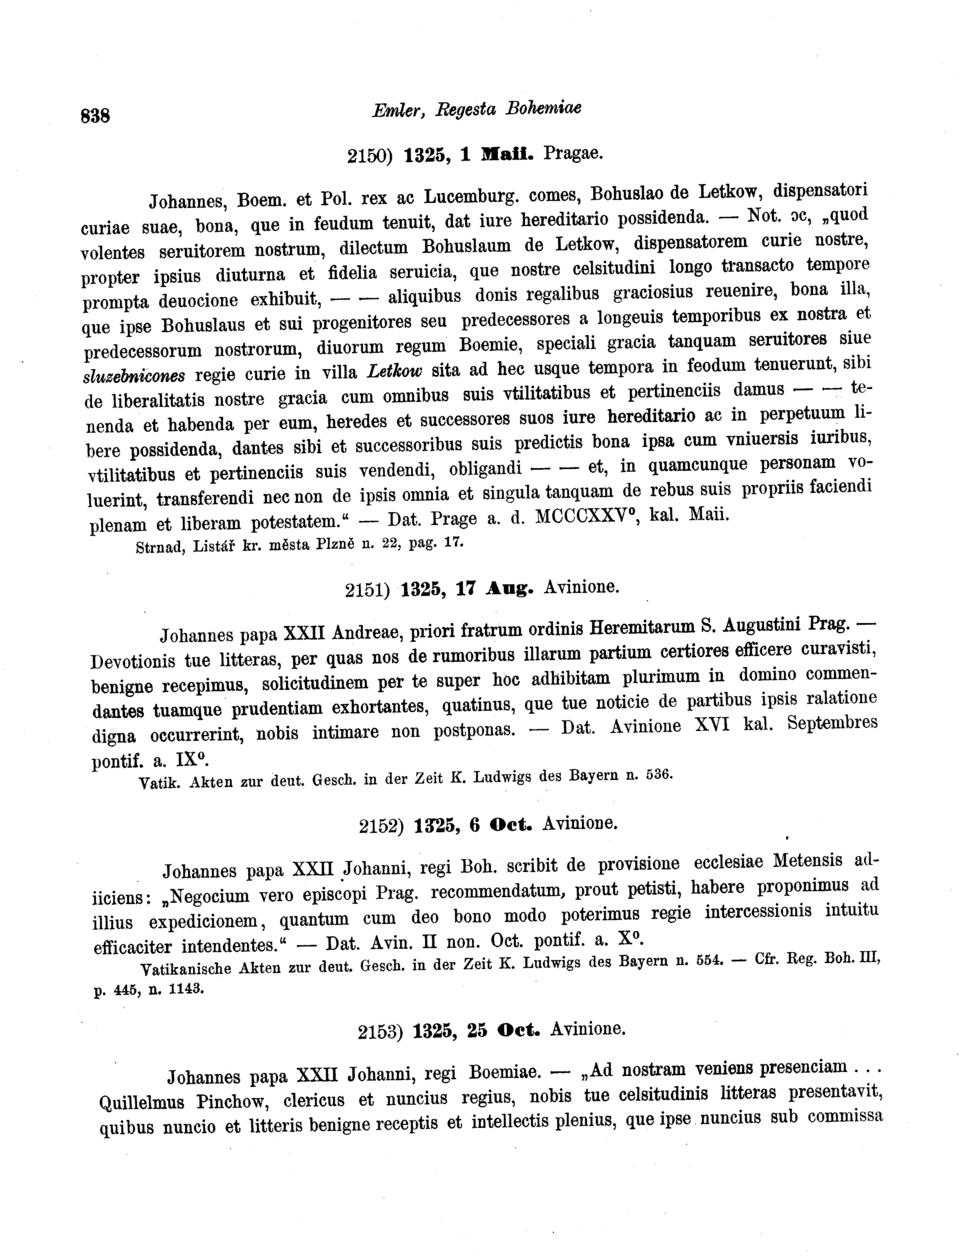 838
Emler, Regesta Bohemiae
2150) 1325, 1 Maii. Pragae.
Johannes, Boem. et Pol. rex ac Lucemburg. comes, Bohuslao de Letkow, dispensatori
curiae suae, bona, que in feudum tenuit, dat iure hereditario possidenda. — Not. ɔc, „quod
volentes seruitorem nostrum, dilectum Bohuslaum de Letkow, dispensatorem curie nostre,
propter ipsius diuturna et fidelia seruicia, que nostre celsitudini longo transacto tempore
prompta deuocione exhibuit, — — aliquibus donis regalibus graciosius reuenire, bona illa,
que ipse Bohuslaus et sui progenitores seu predecessores a longeuis temporibus ex nostra et
predecessorum nostrorum, diuorum regum Boemie, speciali gracia tanquam seruitores siue
sluzebnicones regie curie in villa Letkow sita ad hec usque tempora in feodum tenuerunt, sibi
de liberalitatis nostre gracia cum omnibus suis vtilitatibus et pertinenciis damus — — te-
nenda et habenda per eum, heredes et successores suos iure hereditario ac in perpetuum li-
bere possidenda, dantes sibi et successoribus suis predictis bona ipsa cum vniuersis iuribus,
vtilitatibus et pertinenciis suis vendendi, obligandi — — et, in quamcunque personam vo-
luerint, transferendi nec non de ipsis omnia et singula tanquam de rebus suis propriis faciendi
plenam et liberam potestatem.“ — Dat. Prage a. d. MCCCXXV⁰, kal. Maii.
Strnad, Listář kr. města Plzně n. 22, pag. 17.
2151) 1325, 17 Aug. Avinione.
Johannes papa XXII Andreae, priori fratrum ordinis Heremitarum S. Augustini Prag. —
Devotionis tue litteras, per quas nos de rumoribus illarum partium certiores efficere curavisti,
benigne recepimus, solicitudinem per te super hoc adhibitam plurimum in domino commen-
dantes tuamque prudentiam exhortantes, quatinus, que tue noticie de partibus ipsis ralatione
digna occurrerint, nobis intimare non postponas. — Dat. Avinione XVI kal. Septembres
pontif. a. IX⁰.
Vatik. Akten zur deut. Gesch. in der Zeit K. Ludwigs des Bayern n. 536.
2152) 1325, 6 Oct. Avinione.
Johannes papa XXII Johanni, regi Boh. scribit de provisione ecclesiae Metensis ad-
iiciens: „Negocium vero episcopi Prag. recommendatum, prout petisti, habere proponimus ad
illius expedicionem, quantum cum deo bono modo poterimus regie intercessionis intuitu
efficaciter intendentes.“ — Dat. Avin. II non. Oct. pontif. a. X⁰.
Vatikanische Akten zur deut. Gesch. in der Zeit K. Ludwigs des Bayern n. 554. — Cfr. Reg. Boh. III,
p. 445, n. 1143.
2153) 1325, 25 Oct. Avinione.
Johannes papa XXII Johanni, regi Boemiae. — „Ad nostram veniens presenciam . . .
Quillelmus Pinchow, clericus et nuncius regius, nobis tue celsitudinis litteras presentavit,
quibus nuncio et litteris benigne receptis et intellectis plenius, que ipse nuncius sub commissa